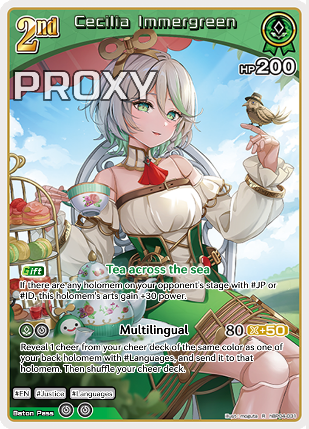 2nd Cecilia Immergreen
HP200
PROXY
Gift
Tea across the sea
If there are any holomem on your opponent's stage with #JP or
#ID, this holomem's arts gain +30 power.
Multilingual 80 +50
Reveal 1 cheer from your cheer deck of the same color as one of
your back holomem with #Languages, and send it to that
holomem. Then shuffle your cheer deck.
#EN #Justice #Languages
Baton Pass